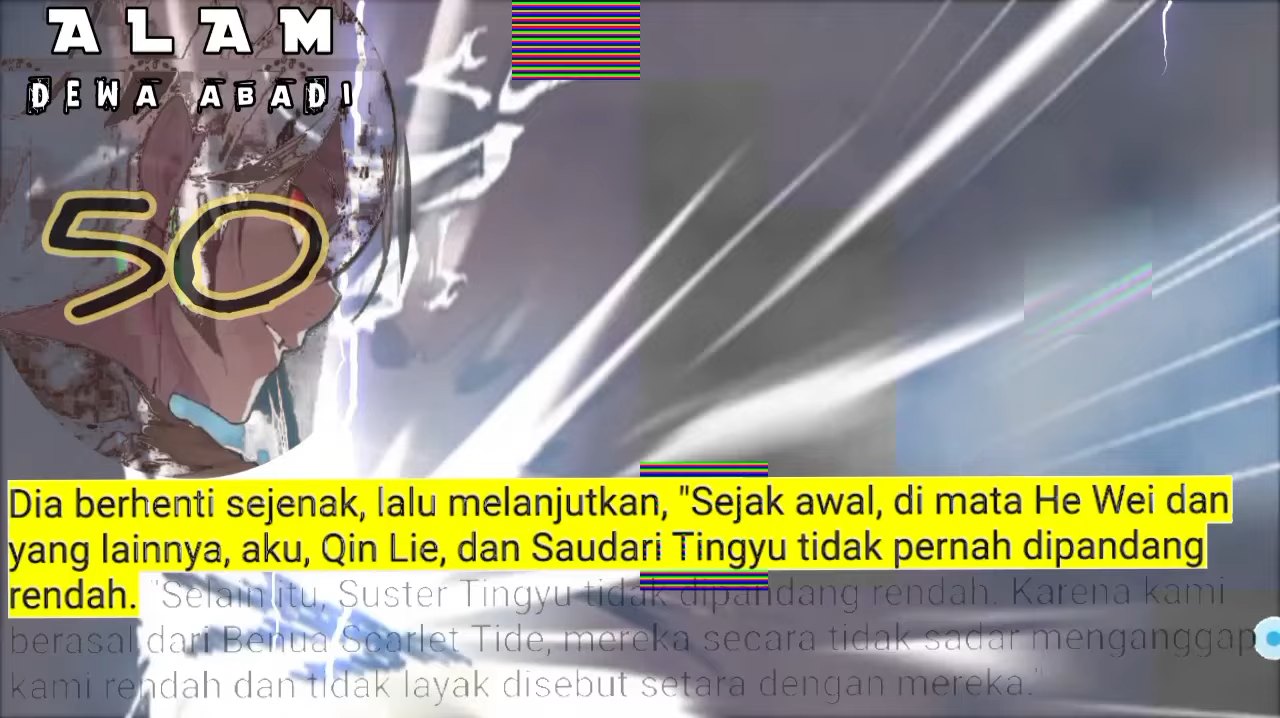 ALAM
DEWA ABADI
50
Dia berhenti sejenak, lalu melanjutkan, "Sejak awal, di mata He Wei dan
yang lainnya, aku, Qin Lie, dan Saudari Tingyu tidak pernah dipandang
rendah. "Selain itu, Suster Tingyu tidak dipandang rendah. Karena kami
berasal dari Benua Scarlet Tide, mereka secara tidak sadar menganggap
kami rendah dan tidak layak disebut setara dengan mereka."